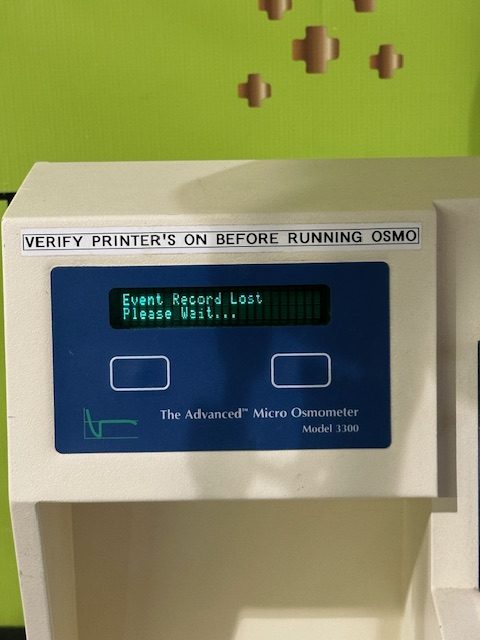 VERIFY PRINTER'S ON BEFORE RUNNING OSMO
Event Record Lost
Please Wait...
The Advanced™ Micro Osmometer
Model 3300